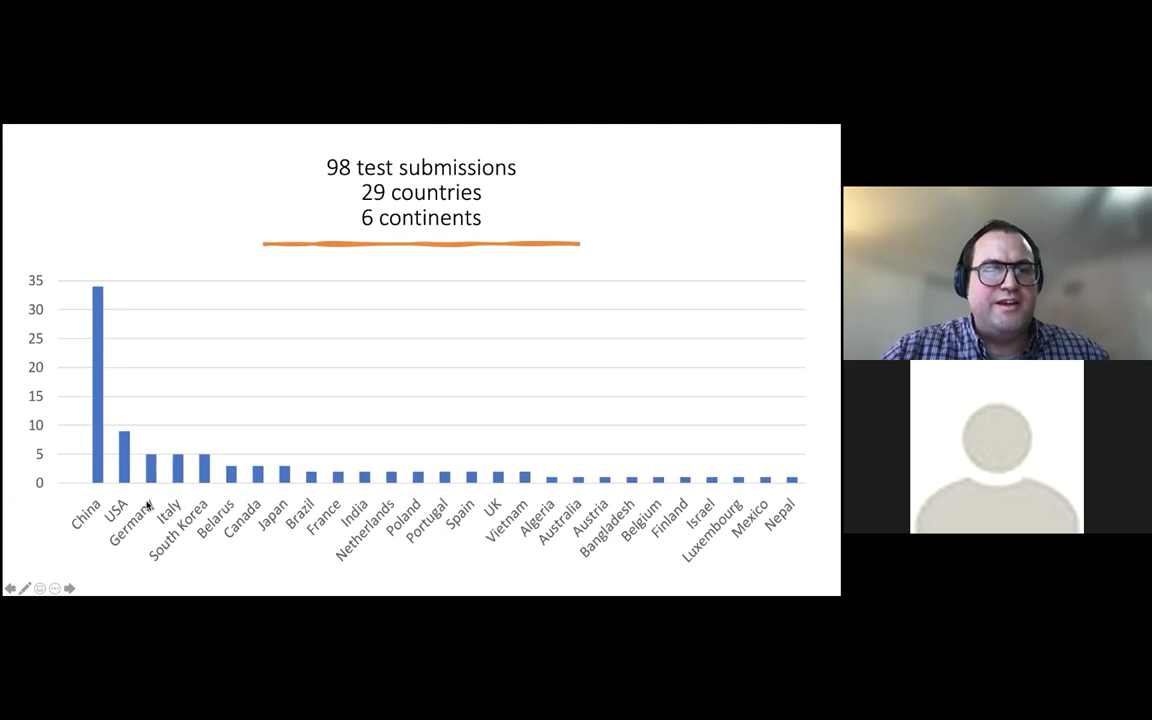 98 test submissions
29 countries
6 continents
35
30
25
20
15
10
5
0
China
USA
Germany
Italy
South Korea
Belarus
Canada
Japan
Brazil
France
India
Netherlands
Poland
Portugal
Spain
UK
Vietnam
Algeria
Australia
Austria
Bangladesh
Belgium
Finland
Israel
Luxembourg
Mexico
Nepal